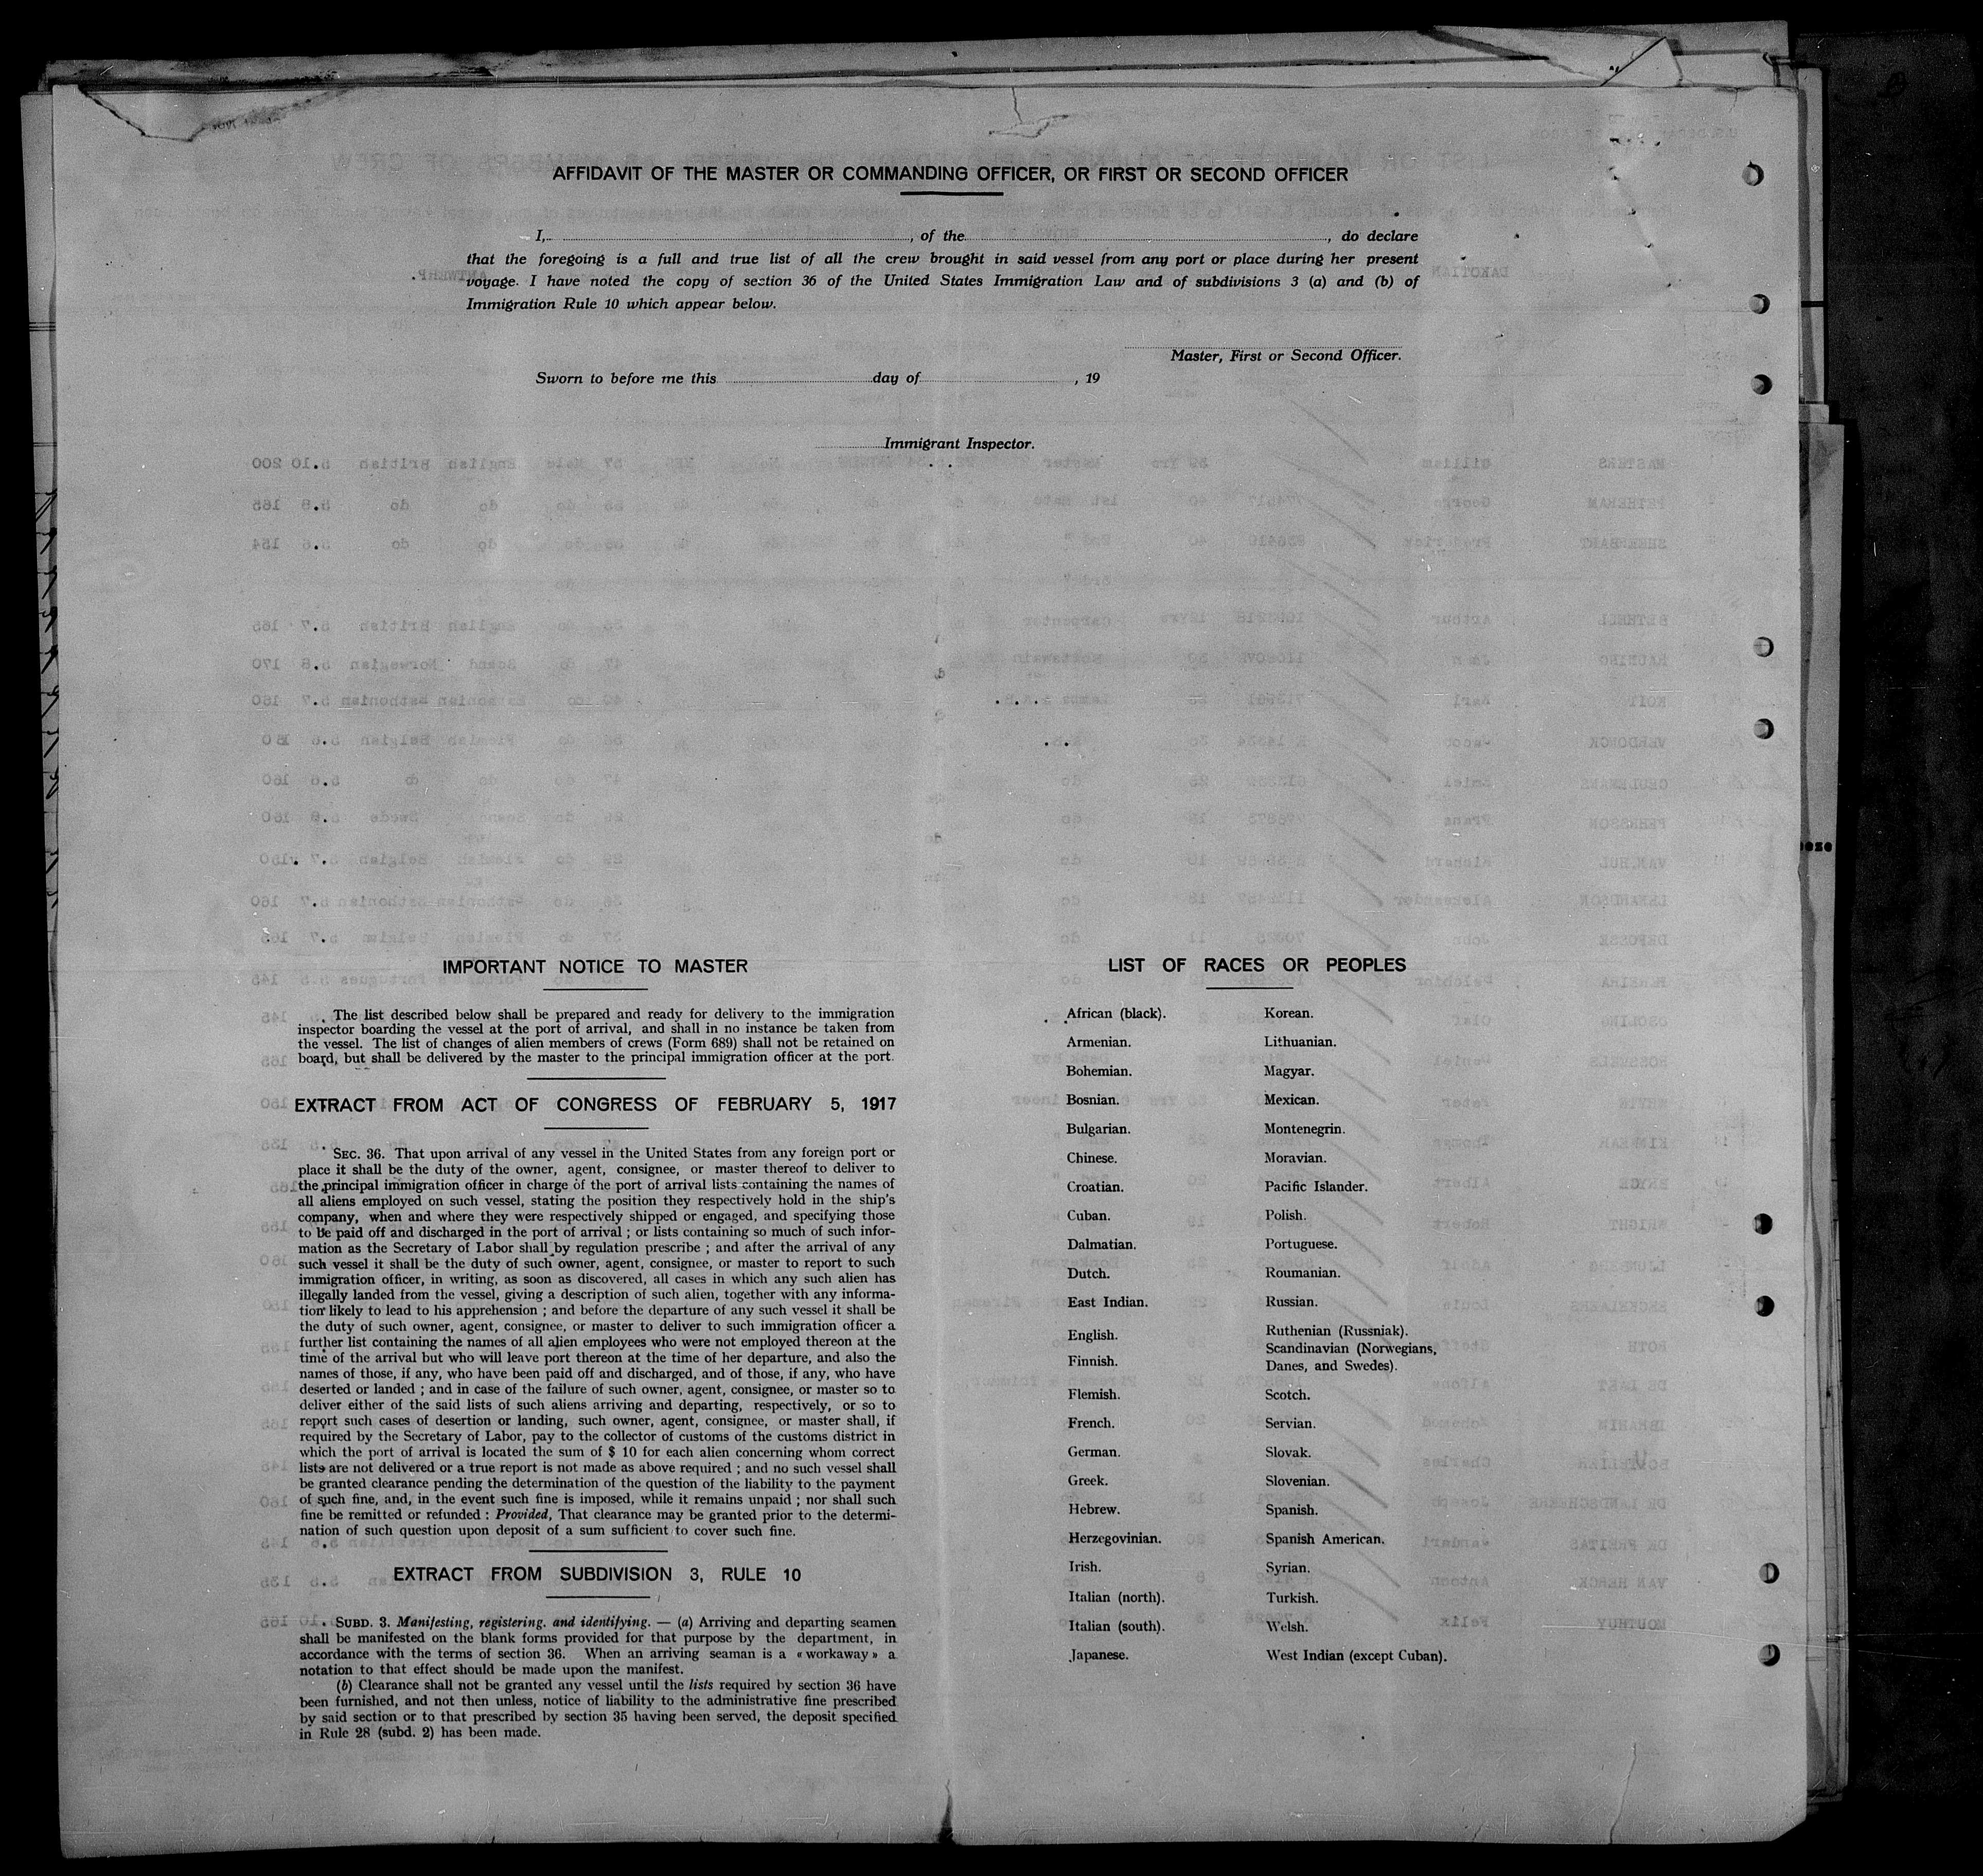 AFFIDAVIT OF THE MASTER OR COMMANDING OFFICER, OR FIRST OR SECOND OFFICER
I, , of the , do declare
that the foregoing is a full and true list of all the crew brought in said vessel from any port or place during her present
voyage. I have noted the copy of section 36 of the United States Immigration Law and of subdivisions 3 (a) and (b) of
Immigration Rule 10 which appear below.
Master, First or Second Officer.
Sworn to before me this day of , 19
Immigrant Inspector.
IMPORTANT NOTICE TO MASTER
The list described below shall be prepared and ready for delivery to the immigration
inspector boarding the vessel at the port of arrival, and shall in no instance be taken from
the vessel. The list of changes of alien members of crews (Form 689) shall not be retained on
board, but shall be delivered by the master to the principal immigration officer at the port.
EXTRACT FROM ACT OF CONGRESS OF FEBRUARY 5, 1917
SEC. 36. That upon arrival of any vessel in the United States from any foreign port or
place it shall be the duty of the owner, agent, consignee, or master thereof to deliver to
the principal immigration officer in charge of the port of arrival lists containing the names of
all aliens employed on such vessel, stating the position they respectively hold in the ship's
company, when and where they were respectively shipped or engaged, and specifying those
to be paid off and discharged in the port of arrival ; or lists containing so much of such infor-
mation as the Secretary of Labor shall by regulation prescribe ; and after the arrival of any
such vessel it shall be the duty of such owner, agent, consignee, or master to report to such
immigration officer, in writing, as soon as discovered, all cases in which any such alien has
illegally landed from the vessel, giving a description of such alien, together with any informa-
tion likely to lead to his apprehension ; and before the departure of any such vessel it shall be
the duty of such owner, agent, consignee, or master to deliver to such immigration officer a
further list containing the names of all alien employees who were not employed thereon at the
time of the arrival but who will leave port thereon at the time of her departure, and also the
names of those, if any, who have been paid off and discharged, and of those, if any, who have
deserted or landed ; and in case of the failure of such owner, agent, consignee, or master so to
deliver either of the said lists of such aliens arriving and departing, respectively, or so to
report such cases of desertion or landing, such owner, agent, consignee, or master shall, if
required by the Secretary of Labor, pay to the collector of customs of the customs district in
which the port of arrival is located the sum of $ 10 for each alien concerning whom correct
lists are not delivered or a true report is not made as above required ; and no such vessel shall
be granted clearance pending the determination of the question of the liability to the payment
of such fine, and, in the event such fine is imposed, while it remains unpaid ; nor shall such
fine be remitted or refunded : Provided, That clearance may be granted prior to the determi-
nation of such question upon deposit of a sum sufficient to cover such fine.
EXTRACT FROM SUBDIVISION 3, RULE 10
SUBD. 3. Manifesting, registering. and identifying. — (a) Arriving and departing seamen
shall be manifested on the blank forms provided for that purpose by the department, in
accordance with the terms of section 36. When an arriving seaman is a « workaway » a
notation to that effect should be made upon the manifest.
(b) Clearance shall not be granted any vessel until the lists required by section 36 have
been furnished, and not then unless, notice of liability to the administrative fine prescribed
by said section or to that prescribed by section 35 having been served, the deposit specified
in Rule 28 (subd. 2) has been made.
LIST OF RACES OR PEOPLES
African (black).
Armenian.
Bohemian.
Bosnian.
Bulgarian.
Chinese.
Croatian.
Cuban.
Dalmatian.
Dutch.
East Indian.
English.
Finnish.
Flemish.
French.
German.
Greek.
Hebrew.
Herzegovinian.
Irish.
Italian (north).
Italian (south).
Japanese.
Korean.
Lithuanian.
Magyar.
Mexican.
Montenegrin.
Moravian.
Pacific Islander.
Polish.
Portuguese.
Roumanian.
Russian.
Ruthenian (Russniak).
Scandinavian (Norwegians,
Danes, and Swedes).
Scotch.
Servian.
Slovak.
Slovenian.
Spanish.
Spanish American.
Syrian.
Turkish.
Welsh.
West Indian (except Cuban).